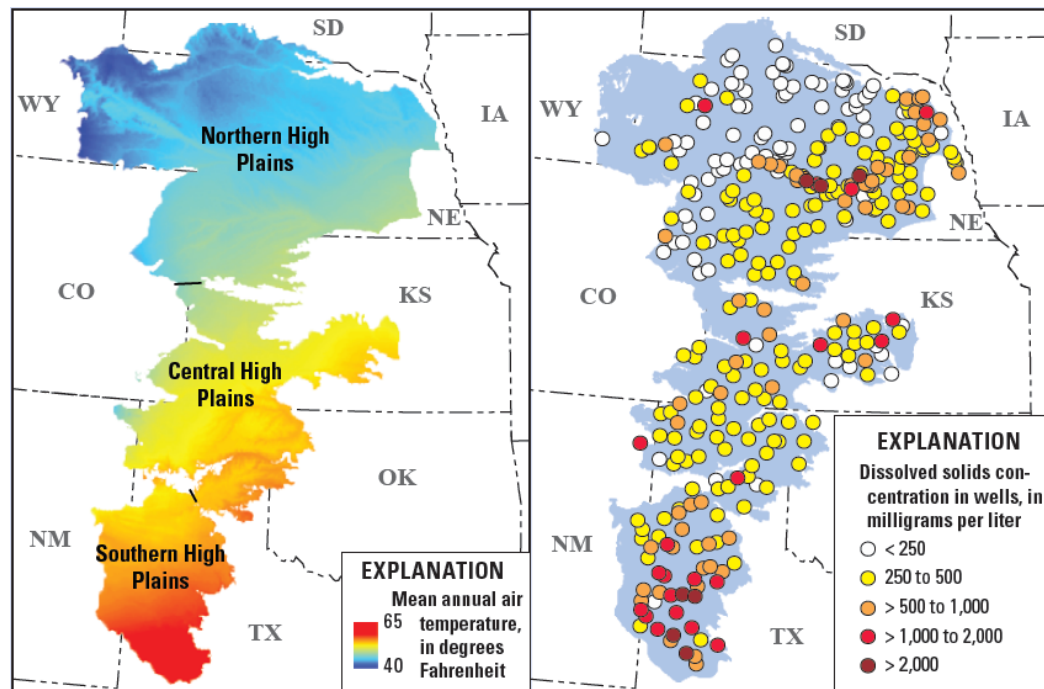 SD
WY
IA
Northern High
Plains
NE
CO
KS
Central High
Plains
OK
NM
Southern High
Plains
TX
EXPLANATION
Mean annual air
temperature,
in degrees
Fahrenheit
65
40
SD
WY
IA
NE
CO
KS
OK
NM
TX
EXPLANATION
Dissolved solids con-
centration in wells, in
milligrams per liter
< 250
250 to 500
> 500 to 1,000
> 1,000 to 2,000
> 2,000